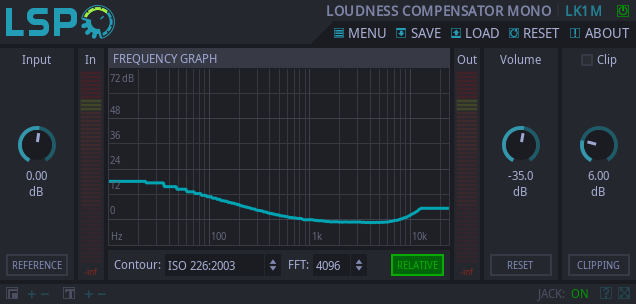 LSP
LOUDNESS COMPENSATOR MONO LK1M
MENU SAVE LOAD RESET ABOUT
Input In FREQUENCY GRAPH Out Volume Clip
72 dB
48
36
24
12
0
Hz 100 1k 10k
0.00 -35.0 6.00
dB dB dB
-inf -inf
REFERENCE Contour: ISO 226:2003 FFT: 4096 RELATIVE RESET CLIPPING
JACK: ON